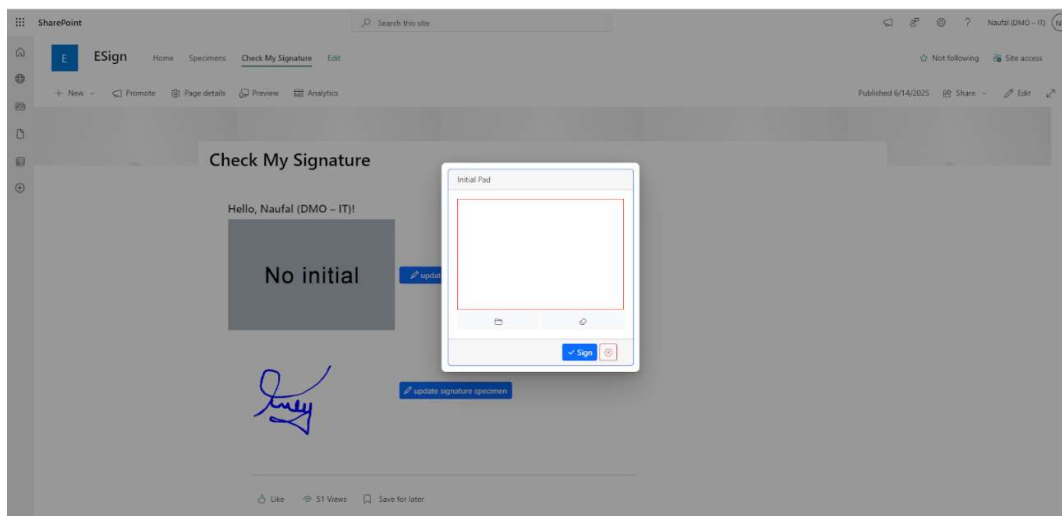 SharePoint
Search this site
Naufal (DMO – IT)
E
ESign
Home Specimens Check My Signature Edit
Not following Site access
New Promote Page details Preview Analytics
Published 6/14/2025 Share Edit
Check My Signature
Initial Pad
Hello, Naufal (DMO – IT)!
No initial
Sign
update signature specimen
Like 51 Views Save for later